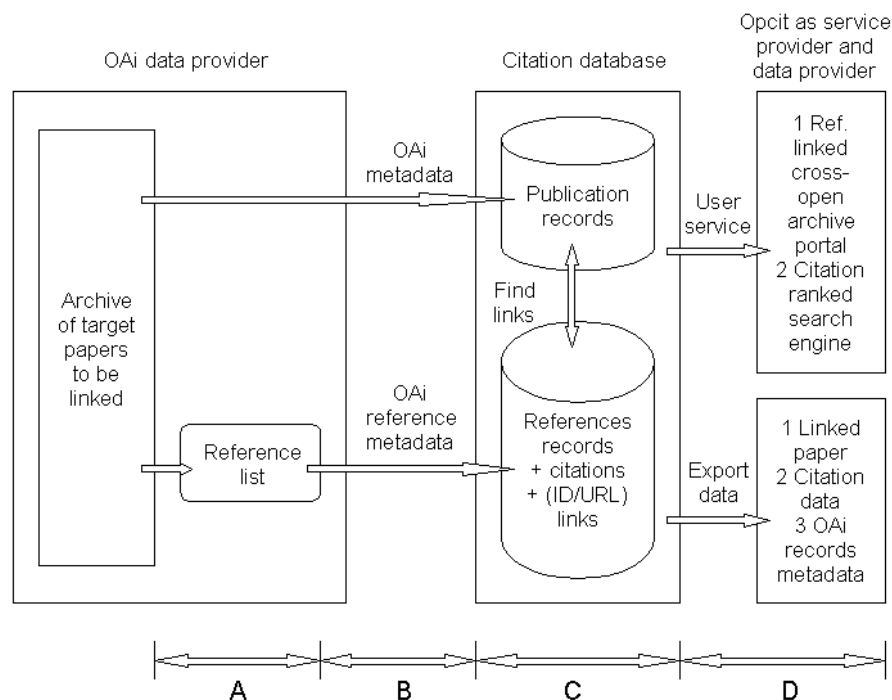 OAi data provider
Citation database
Opcit as service
provider and
data provider
Archive
of target
papers
to be
linked
Reference
list
OAi
metadata
OAi
reference
metadata
Publication
records
Find
links
References
records
+ citations
+ (ID/URL)
links
User
service
Export
data
1 Ref.
linked
cross-
open
archive
portal
2 Citation
ranked
search
engine
1 Linked
paper
2 Citation
data
3 OAi
records
metadata
A
B
C
D